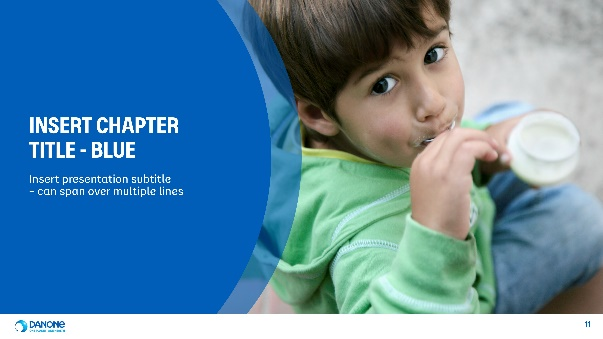 INSERT CHAPTER
TITLE - BLUE
Insert presentation subtitle
– can span over multiple lines
DANONE
11